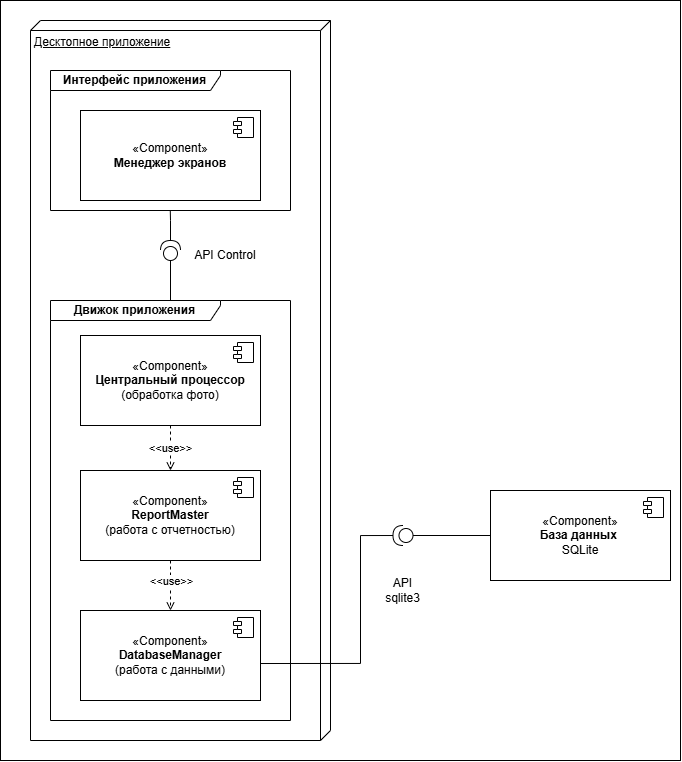 Десктопное приложение
Интерфейс приложения
«Component»
Менеджер экранов
API Control
Движок приложения
«Component»
Центральный процессор
(обработка фото)
<<use>>
«Component»
ReportMaster
(работа с отчетностью)
<<use>>
«Component»
DatabaseManager
(работа с данными)
API
sqlite3
«Component»
База данных
SQLite